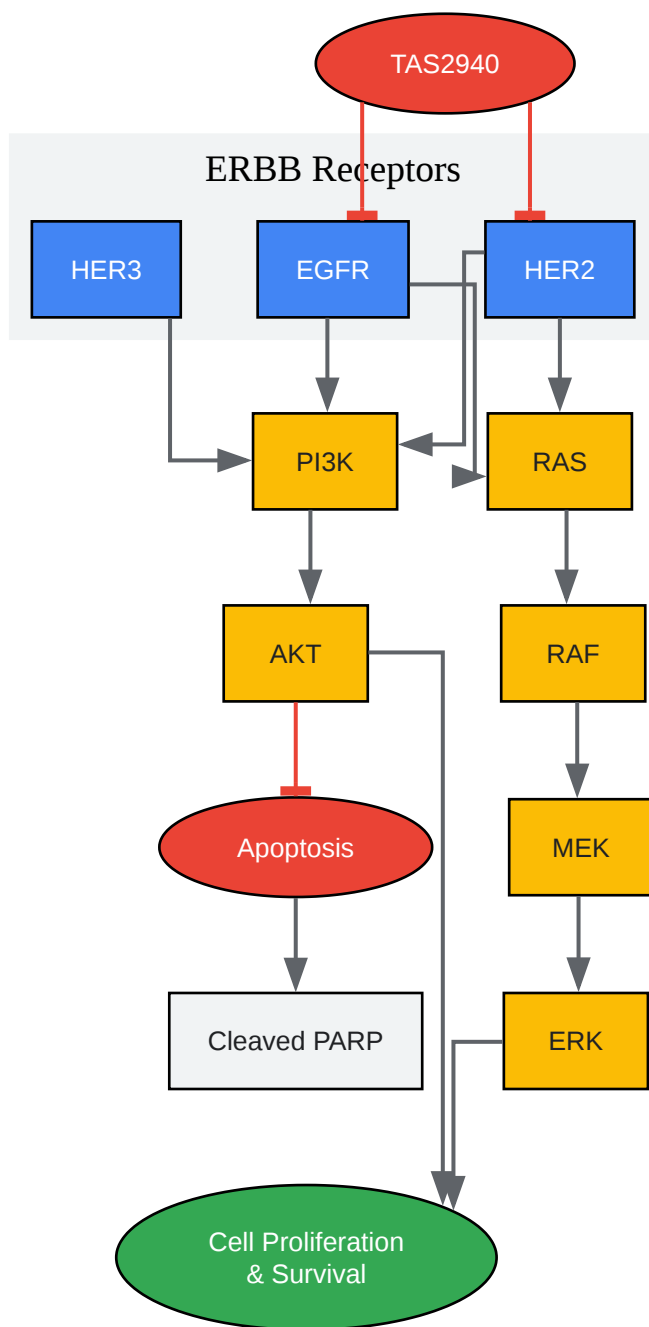 TAS2940
ERBB Receptors
HER3
EGFR
HER2
PI3K
RAS
AKT
RAF
Apoptosis
MEK
Cleaved PARP
ERK
Cell Proliferation
& Survival